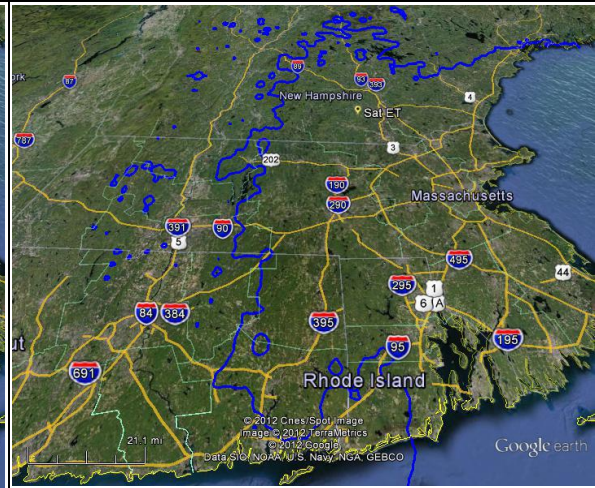 89
93
393
ork
87
New Hampshire
4
Sat ET
787
3
202
190
Massachusetts
290
391
90
5
495
44
295
1
6
1A
84
384
395
195
95
ut
691
Rhode Island
© 2012 Cnes/Spot Image
Image © 2012 TerraMetrics
© 2012 Google
21.1 mi
Google earth
Data SIO, NOAA, U.S. Navy, NGA, GEBCO